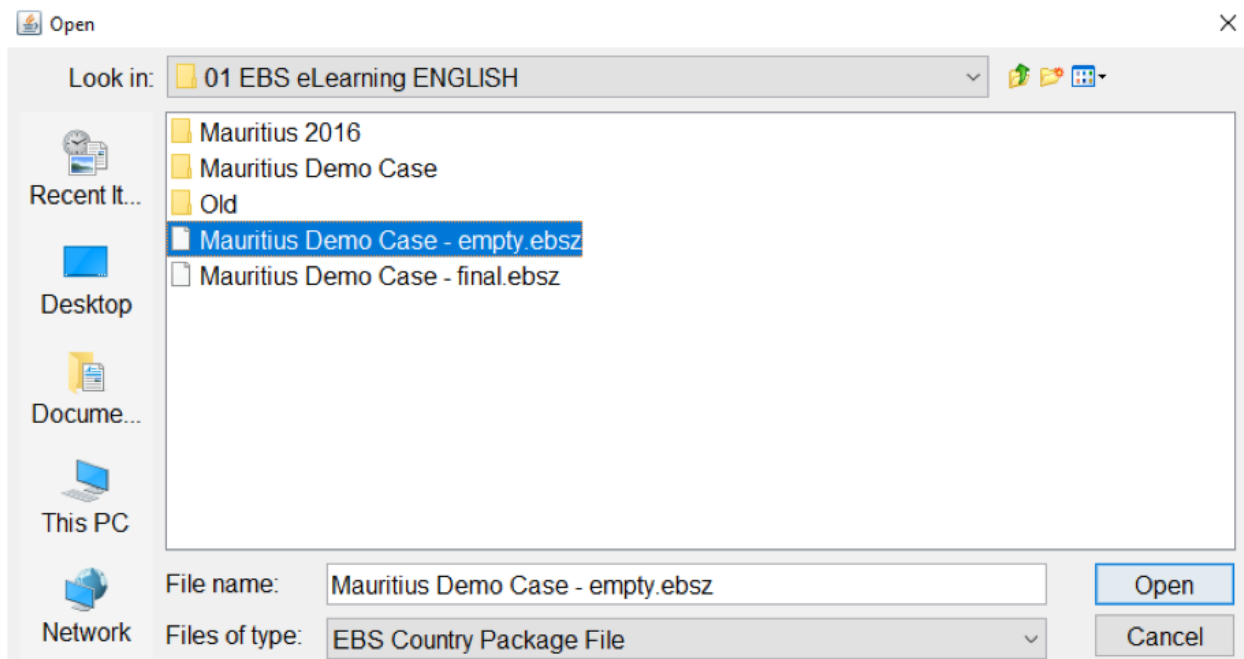 Open
Look in:
01 EBS eLearning ENGLISH
Mauritius 2016
Mauritius Demo Case
Old
Mauritius Demo Case - empty.ebsz
Mauritius Demo Case - final.ebsz
Recent It...
Desktop
Docume...
This PC
Network
File name:
Mauritius Demo Case - empty.ebsz
Open
Files of type:
EBS Country Package File
Cancel